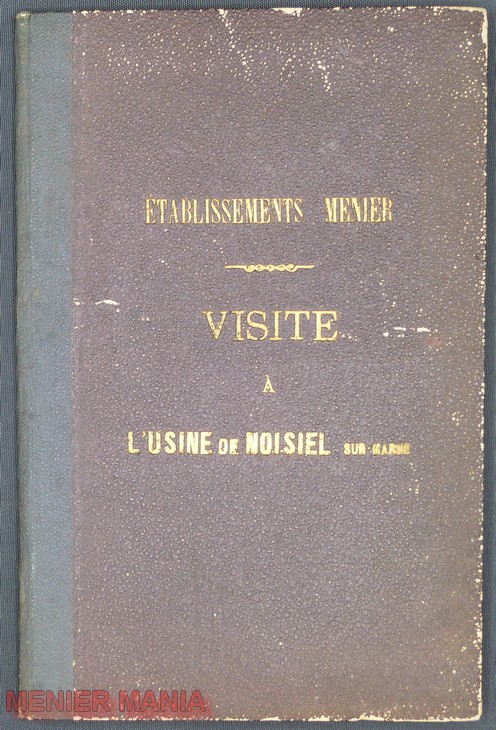 ÉTABLISSEMENTS MENIER
VISITE
À
L'USINE DE NOISIEL SUR MARNE
MENIER MANIA